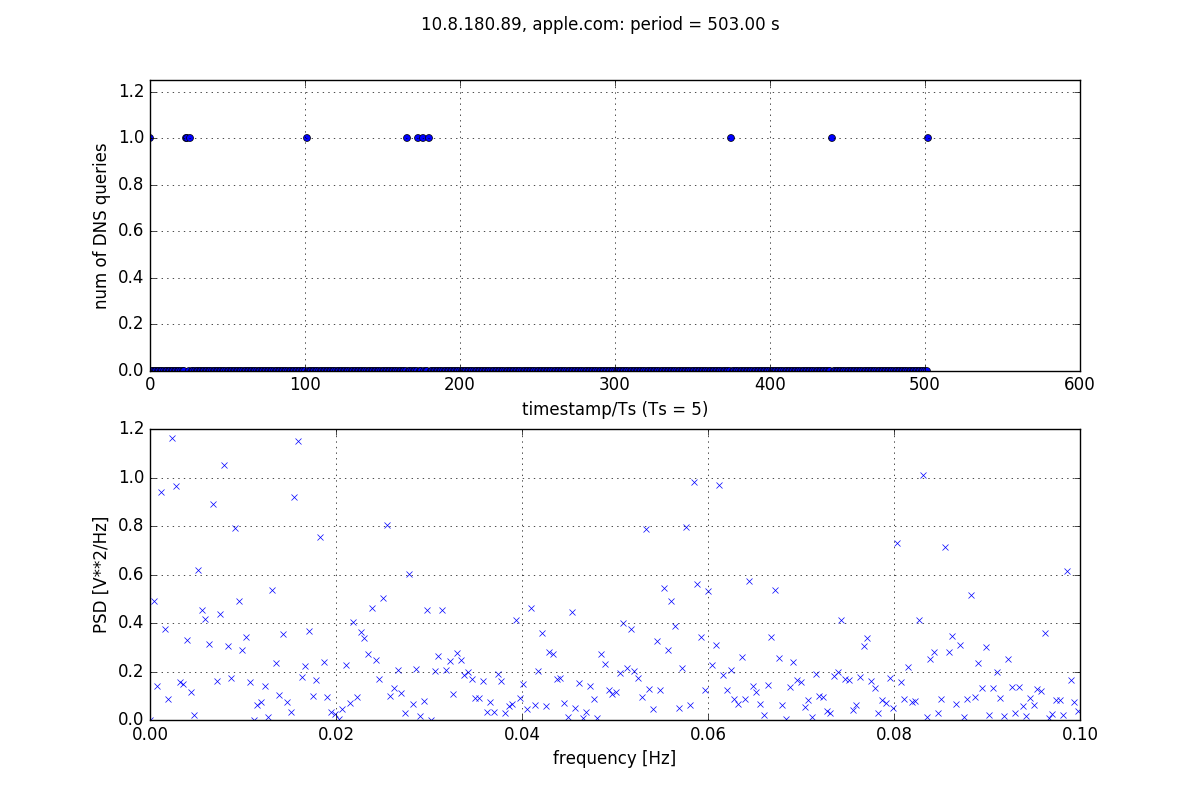 10.8.180.89, apple.com: period = 503.00 s
1.2
1.0
0.8
0.6
0.4
0.2
0.0
num of DNS queries
0 100 200 300 400 500 600
timestamp/Ts (Ts = 5)
1.2
1.0
0.8
0.6
0.4
0.2
0.0
PSD [V**2/Hz]
0.00 0.02 0.04 0.06 0.08 0.10
frequency [Hz]